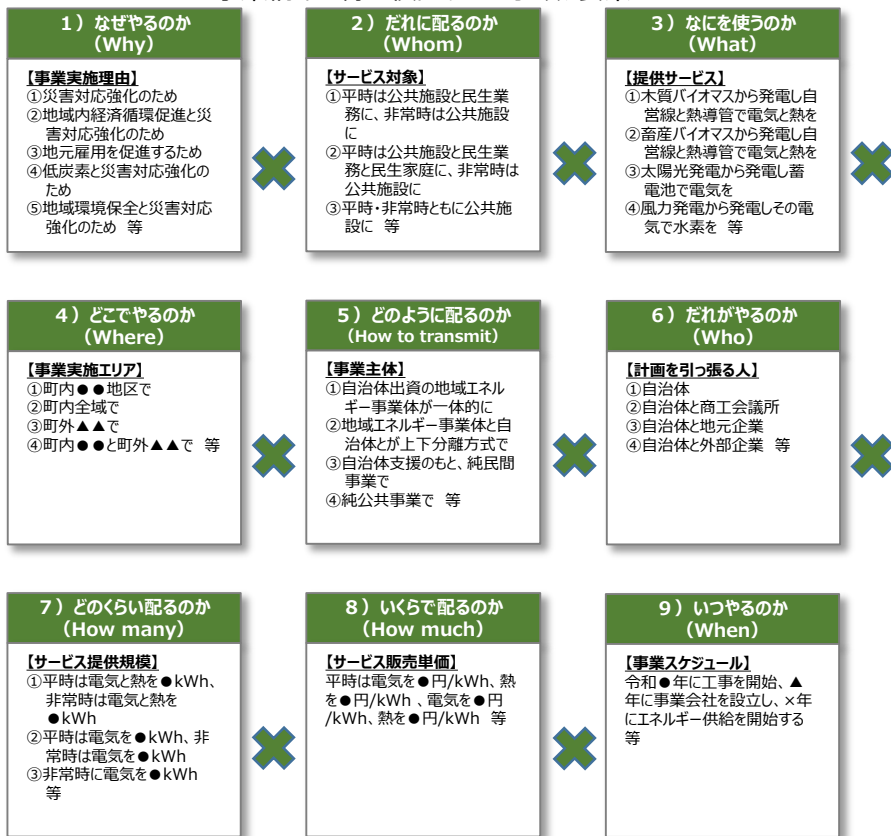 1）なぜやるのか
（Why）
【事業実施理由】
①災害対応強化のため
②地域内経済循環促進と災
害対応強化のため
③地元雇用を促進するため
④低炭素と災害対応強化の
ため
⑤地域環境保全と災害対応
強化のため 等
2）だれに配るのか
（Whom）
【サービス対象】
①平時は公共施設と民生業
務に、非常時は公共施設
に
②平時は公共施設と民生業
務と民生家庭に、非常時は
公共施設に
③平時・非常時ともに公共施
設に 等
3）なにを使うのか
（What）
【提供サービス】
①木質バイオマスから発電し自
営線と熱導管で電気と熱を
②畜産バイオマスから発電し自
営線と熱導管で電気と熱を
③太陽光発電から発電し蓄
電池で電気を
④風力発電から発電しその電
気で水素を 等
4）どこでやるのか
（Where）
【事業実施エリア】
①町内●●地区で
②町内全域で
③町外▲▲で
④町内●●と町外▲▲で 等
5）どのように配るのか
（How to transmit）
【事業主体】
①自治体出資の地域エネル
ギー事業体が一体的に
②地域エネルギー事業体と自
治体とが上下分離方式で
③自治体支援のもと、純民間
事業で
④純公共事業で 等
6）だれがやるのか
（Who）
【計画を引っ張る人】
①自治体
②自治体と商工会議所
③自治体と地元企業
④自治体と外部企業 等
7）どのくらい配るのか
（How many）
【サービス提供規模】
①平時は電気と熱を●kWh、
非常時は電気と熱を
●kWh
②平時は電気を●kWh、非
常時は電気を●kWh
③非常時に電気を●kWh
等
8）いくらで配るのか
（How much）
【サービス販売単価】
平時は電気を●円/kWh、熱
を●円/kWh 、電気を●円
/kWh、熱を●円/kWh 等
9）いつやるのか
（When）
【事業スケジュール】
令和●年に工事を開始、▲
年に事業会社を設立し、×年
にエネルギー供給を開始する
等